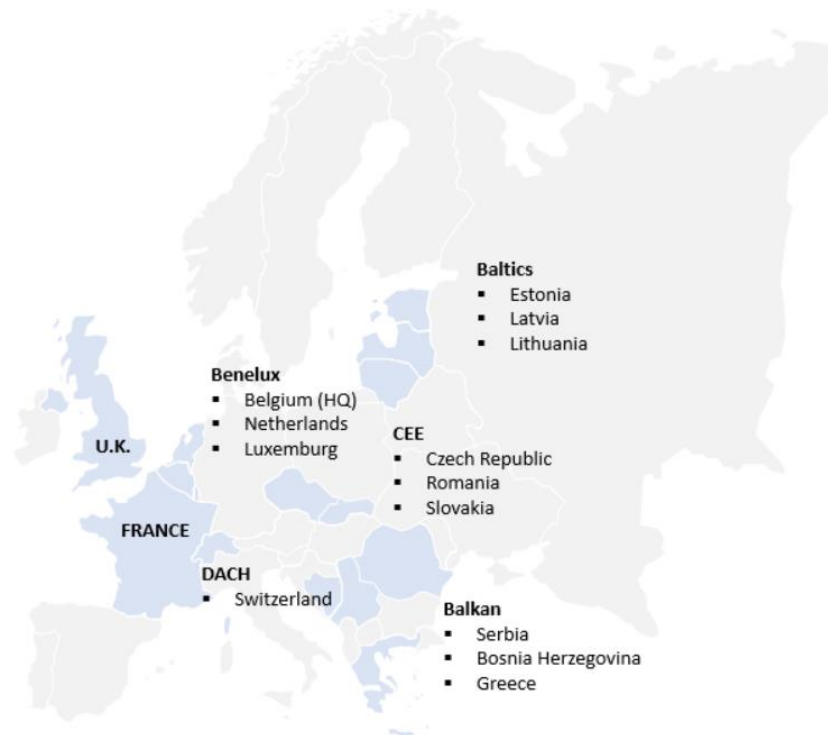 Baltics
▪ Estonia
▪ Latvia
▪ Lithuania
Benelux
▪ Belgium (HQ)
▪ Netherlands
▪ Luxemburg
CEE
▪ Czech Republic
▪ Romania
▪ Slovakia
U.K.
FRANCE
DACH
▪ Switzerland
Balkan
▪ Serbia
▪ Bosnia Herzegovina
▪ Greece